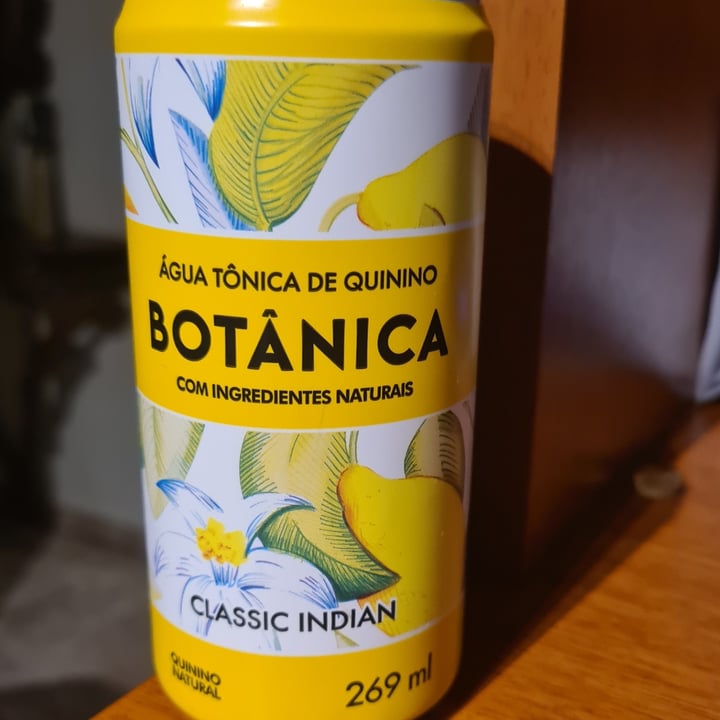 ÁGUA TÔNICA DE QUININO
BOTÂNICA
COM INGREDIENTES NATURAIS
CLASSIC INDIAN
QUININO
NATURAL
269 ml